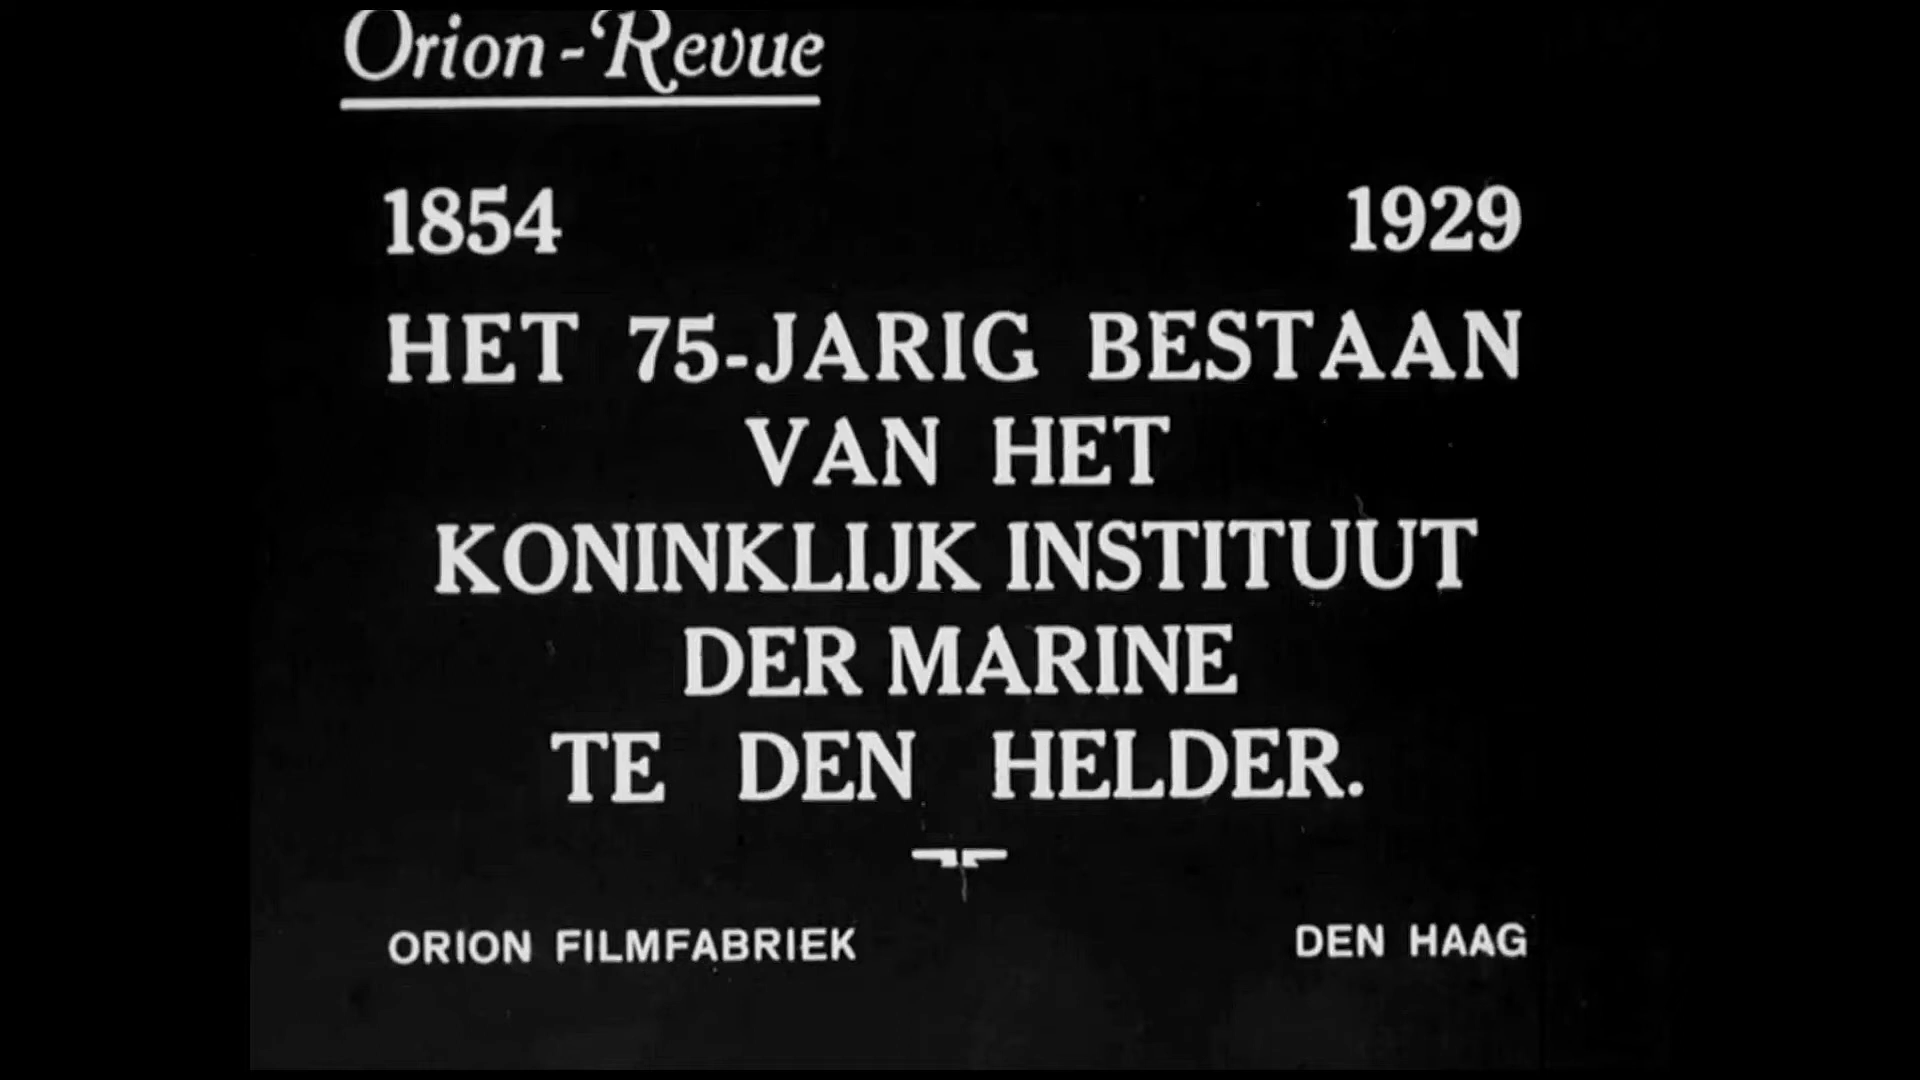 Orion-Revue
1854 1929
HET 75-JARIG BESTAAN
VAN HET
KONINKLIJK INSTITUUT
DER MARINE
TE DEN HELDER.
ORION FILMFABRIEK DEN HAAG